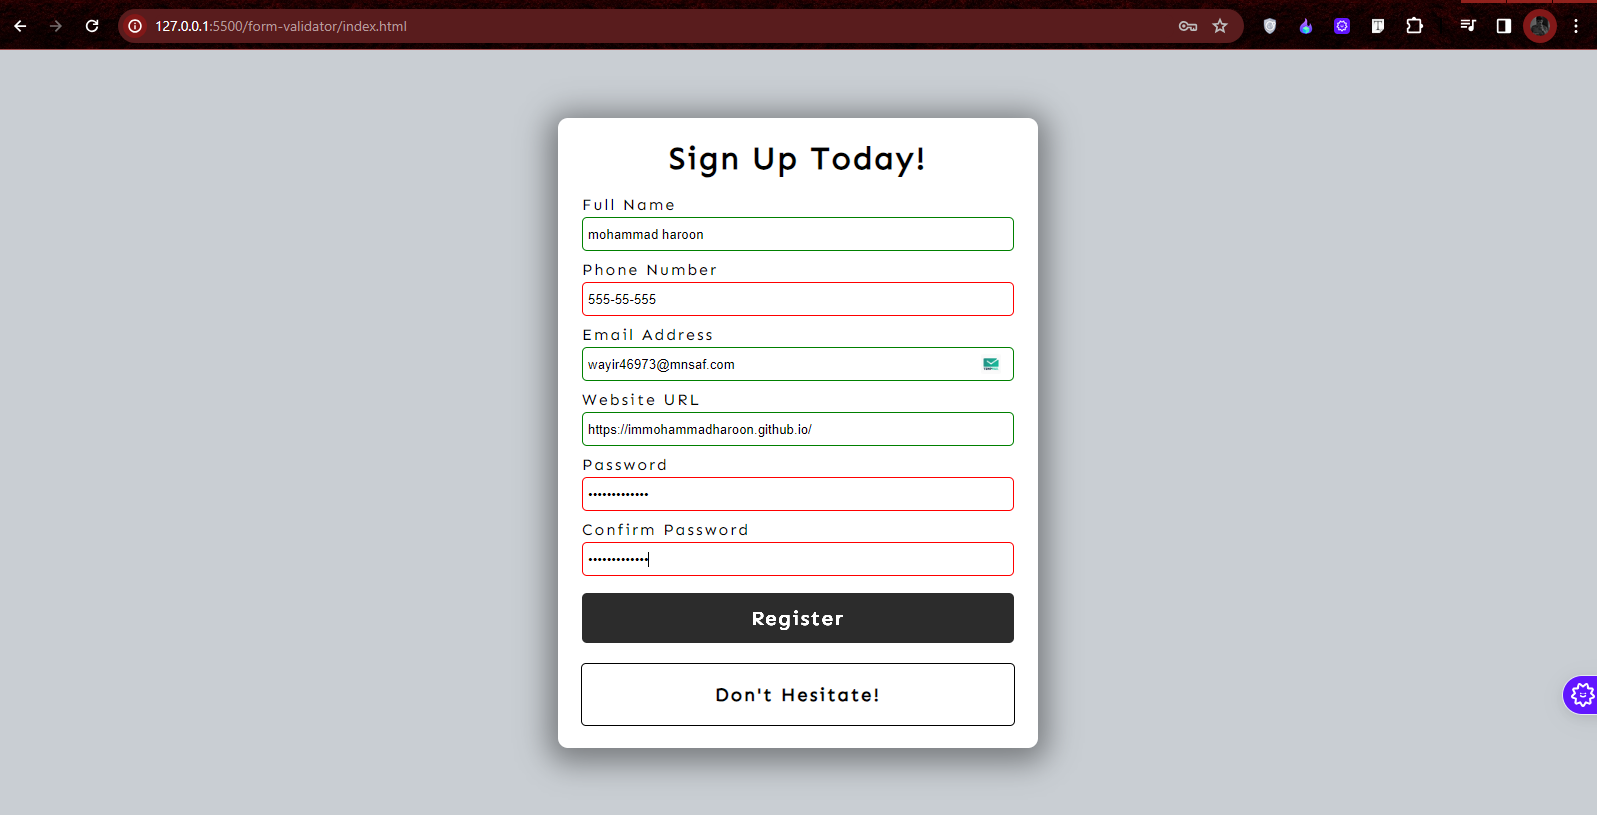 127.0.0.1:5500/form-validator/index.html
Sign Up Today!
Full Name
mohammad haroon
Phone Number
555-55-555
Email Address
wayir46973@mnsaf.com
Website URL
https://immohammadharoon.github.io/
Password
•••••••••••••
Confirm Password
•••••••••••••
Register
Don't Hesitate!